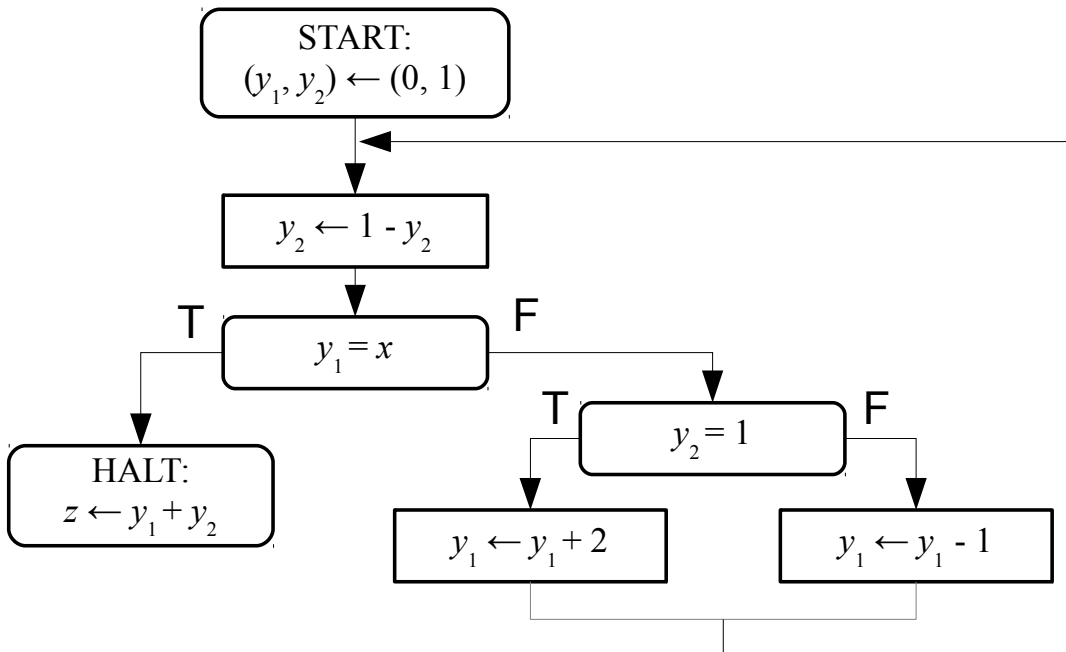 START:
(y₁, y₂) ← (0, 1)
y₂ ← 1 - y₂
T
F
y₁ = x
T
F
y₂ = 1
HALT:
z ← y₁ + y₂
y₁ ← y₁ + 2
y₁ ← y₁ - 1